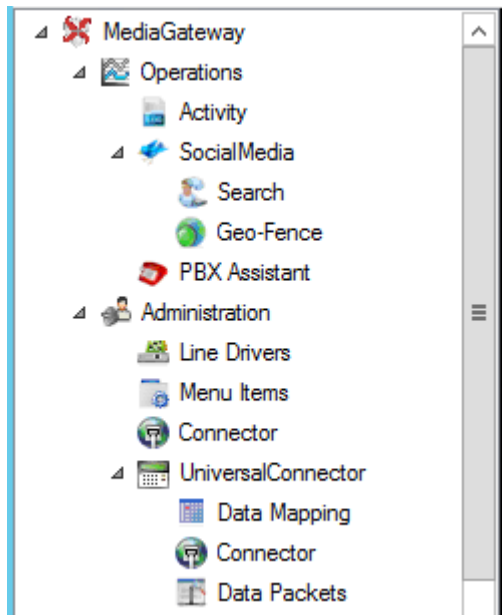 MediaGateway
Operations
Activity
SocialMedia
Search
Geo-Fence
PBX Assistant
Administration
Line Drivers
Menu Items
Connector
UniversalConnector
Data Mapping
Connector
Data Packets